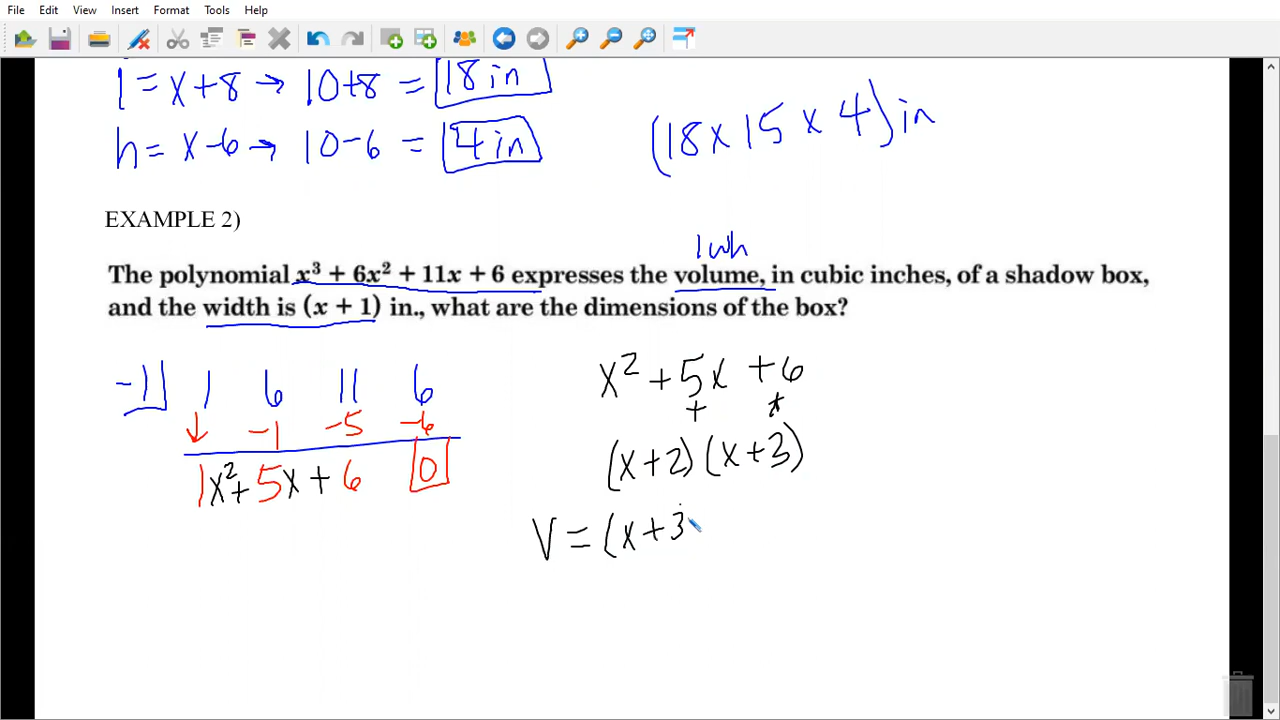 File Edit View Insert Format Tools Help
l = x+8 → 10+8 = 18 in
h = x-6 → 10-6 = 4 in
(18 x 15 x 4) in
EXAMPLE 2)
lwh
The polynomial x³ + 6x² + 11x + 6 expresses the volume, in cubic inches, of a shadow box,
and the width is (x + 1) in., what are the dimensions of the box?
-1 1 6 11 6
↓ -1 -5 -6
1x² + 5x + 6 0
x² + 5x + 6
+ *
(x+2)(x+3)
V = (x+3